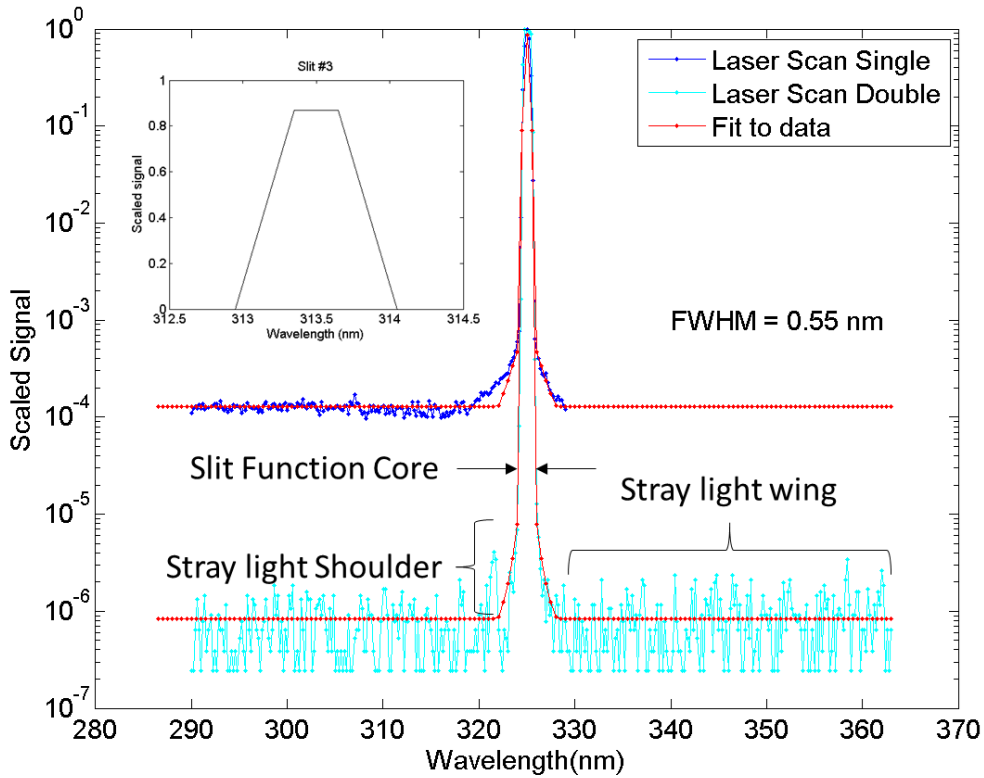 Laser Scan Single
Laser Scan Double
Fit to data
Slit #3
1
0.8
0.6
0.4
0.2
0
Scaled signal
312.5 313 313.5 314 314.5
Wavelength (nm)
FWHM = 0.55 nm
Slit Function Core
Stray light wing
Stray light Shoulder
10^0
10^-1
10^-2
10^-3
10^-4
10^-5
10^-6
10^-7
Scaled Signal
280 290 300 310 320 330 340 350 360 370
Wavelength(nm)